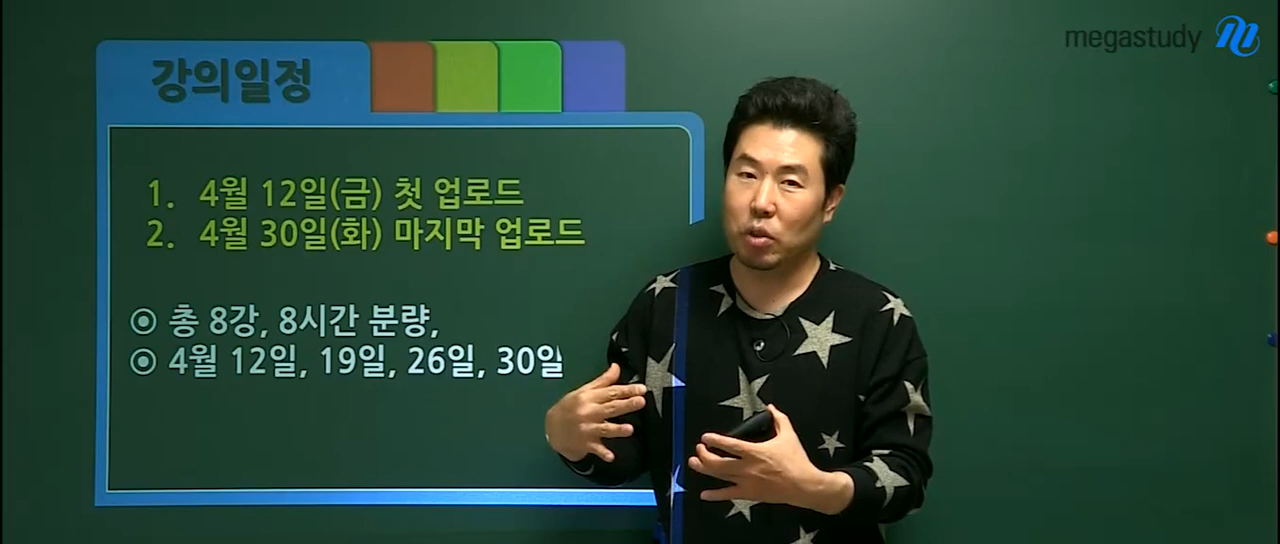 megastudy
강의일정
1. 4월 12일(금) 첫 업로드
2. 4월 30일(화) 마지막 업로드
⊙ 총 8강, 8시간 분량,
⊙ 4월 12일, 19일, 26일, 30일